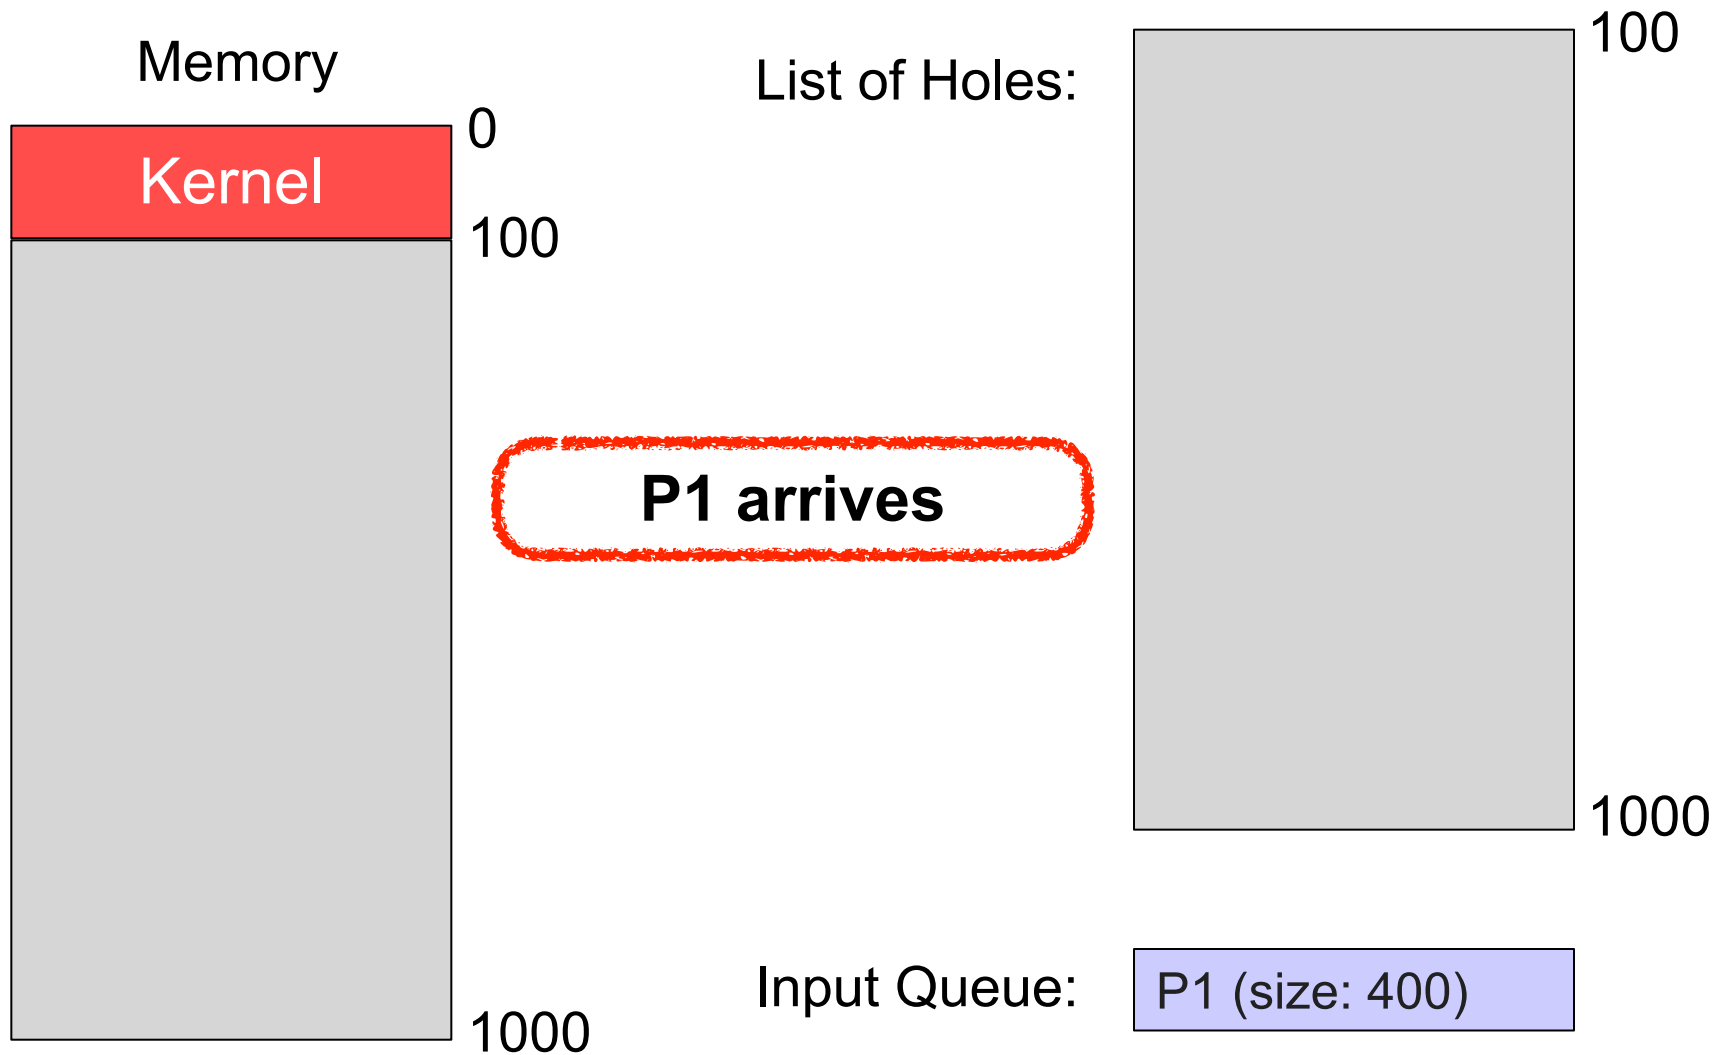 Memory
0
Kernel
100
1000
List of Holes:
100
1000
P1 arrives
Input Queue:
P1 (size: 400)